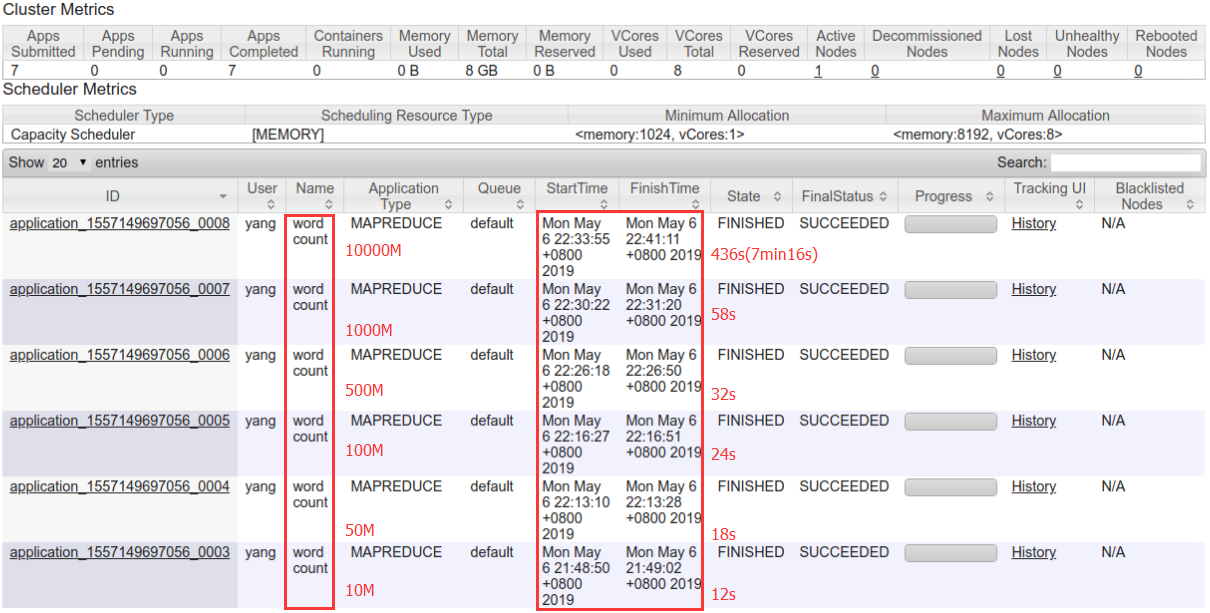 Cluster Metrics
Apps Submitted Apps Pending Apps Running Apps Completed Containers Running Memory Used Memory Total Memory Reserved VCores Used VCores Total VCores Reserved Active Nodes Decommissioned Nodes Lost Nodes Unhealthy Nodes Rebooted Nodes
7 0 0 7 0 0 B 8 GB 0 B 0 8 0 1 0 0 0 0
Scheduler Metrics
Scheduler Type Scheduling Resource Type Minimum Allocation Maximum Allocation
Capacity Scheduler [MEMORY] <memory:1024, vCores:1> <memory:8192, vCores:8>
Show 20 entries Search:
ID User Name Application Type Queue StartTime FinishTime State FinalStatus Progress Tracking UI Blacklisted Nodes
application_1557149697056_0008 yang word count MAPREDUCE default Mon May 6 22:33:55 +0800 2019 Mon May 6 22:41:11 +0800 2019 FINISHED SUCCEEDED History N/A
10000M 436s(7min16s)
application_1557149697056_0007 yang word count MAPREDUCE default Mon May 6 22:30:22 +0800 2019 Mon May 6 22:31:20 +0800 2019 FINISHED SUCCEEDED History N/A
1000M 58s
application_1557149697056_0006 yang word count MAPREDUCE default Mon May 6 22:26:18 +0800 2019 Mon May 6 22:26:50 +0800 2019 FINISHED SUCCEEDED History N/A
500M 32s
application_1557149697056_0005 yang word count MAPREDUCE default Mon May 6 22:16:27 +0800 2019 Mon May 6 22:16:51 +0800 2019 FINISHED SUCCEEDED History N/A
100M 24s
application_1557149697056_0004 yang word count MAPREDUCE default Mon May 6 22:13:10 +0800 2019 Mon May 6 22:13:28 +0800 2019 FINISHED SUCCEEDED History N/A
50M 18s
application_1557149697056_0003 yang word count MAPREDUCE default Mon May 6 21:48:50 +0800 2019 Mon May 6 21:49:02 +0800 2019 FINISHED SUCCEEDED History N/A
10M 12s